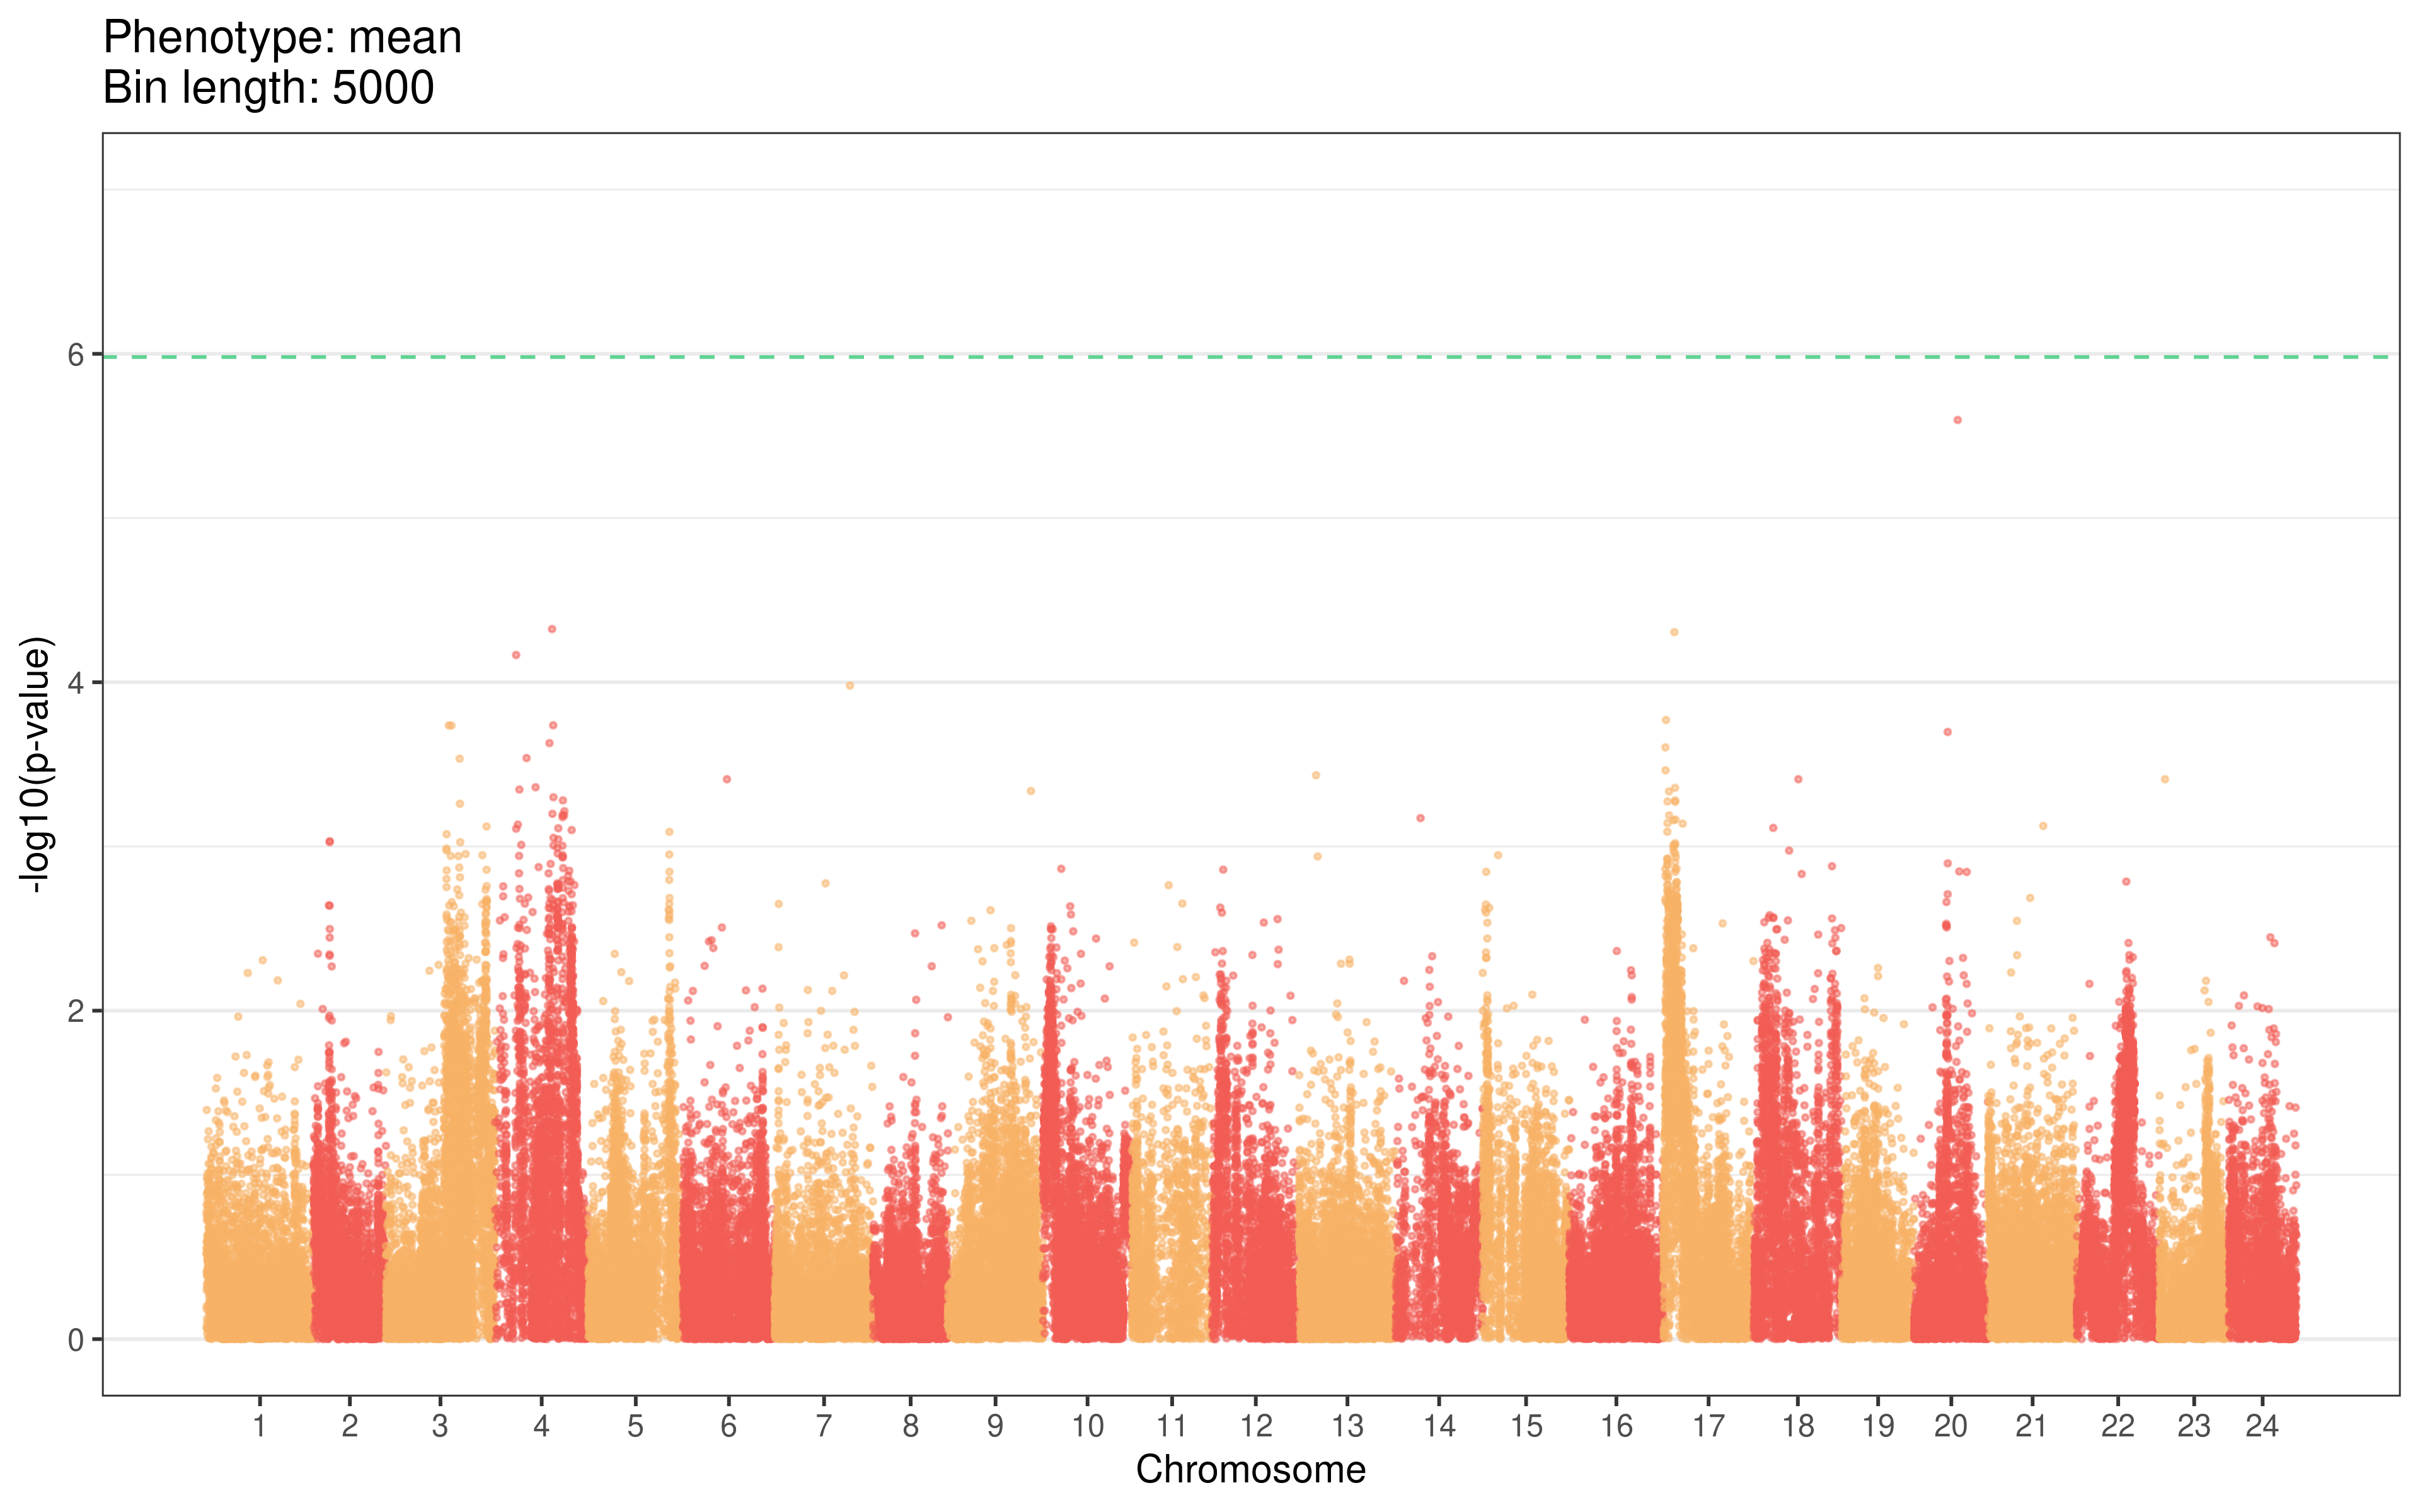 Phenotype: mean
Bin length: 5000
6
4
2
0
-log10(p-value)
1 2 3 4 5 6 7 8 9 10 11 12 13 14 15 16 17 18 19 20 21 22 23 24
Chromosome